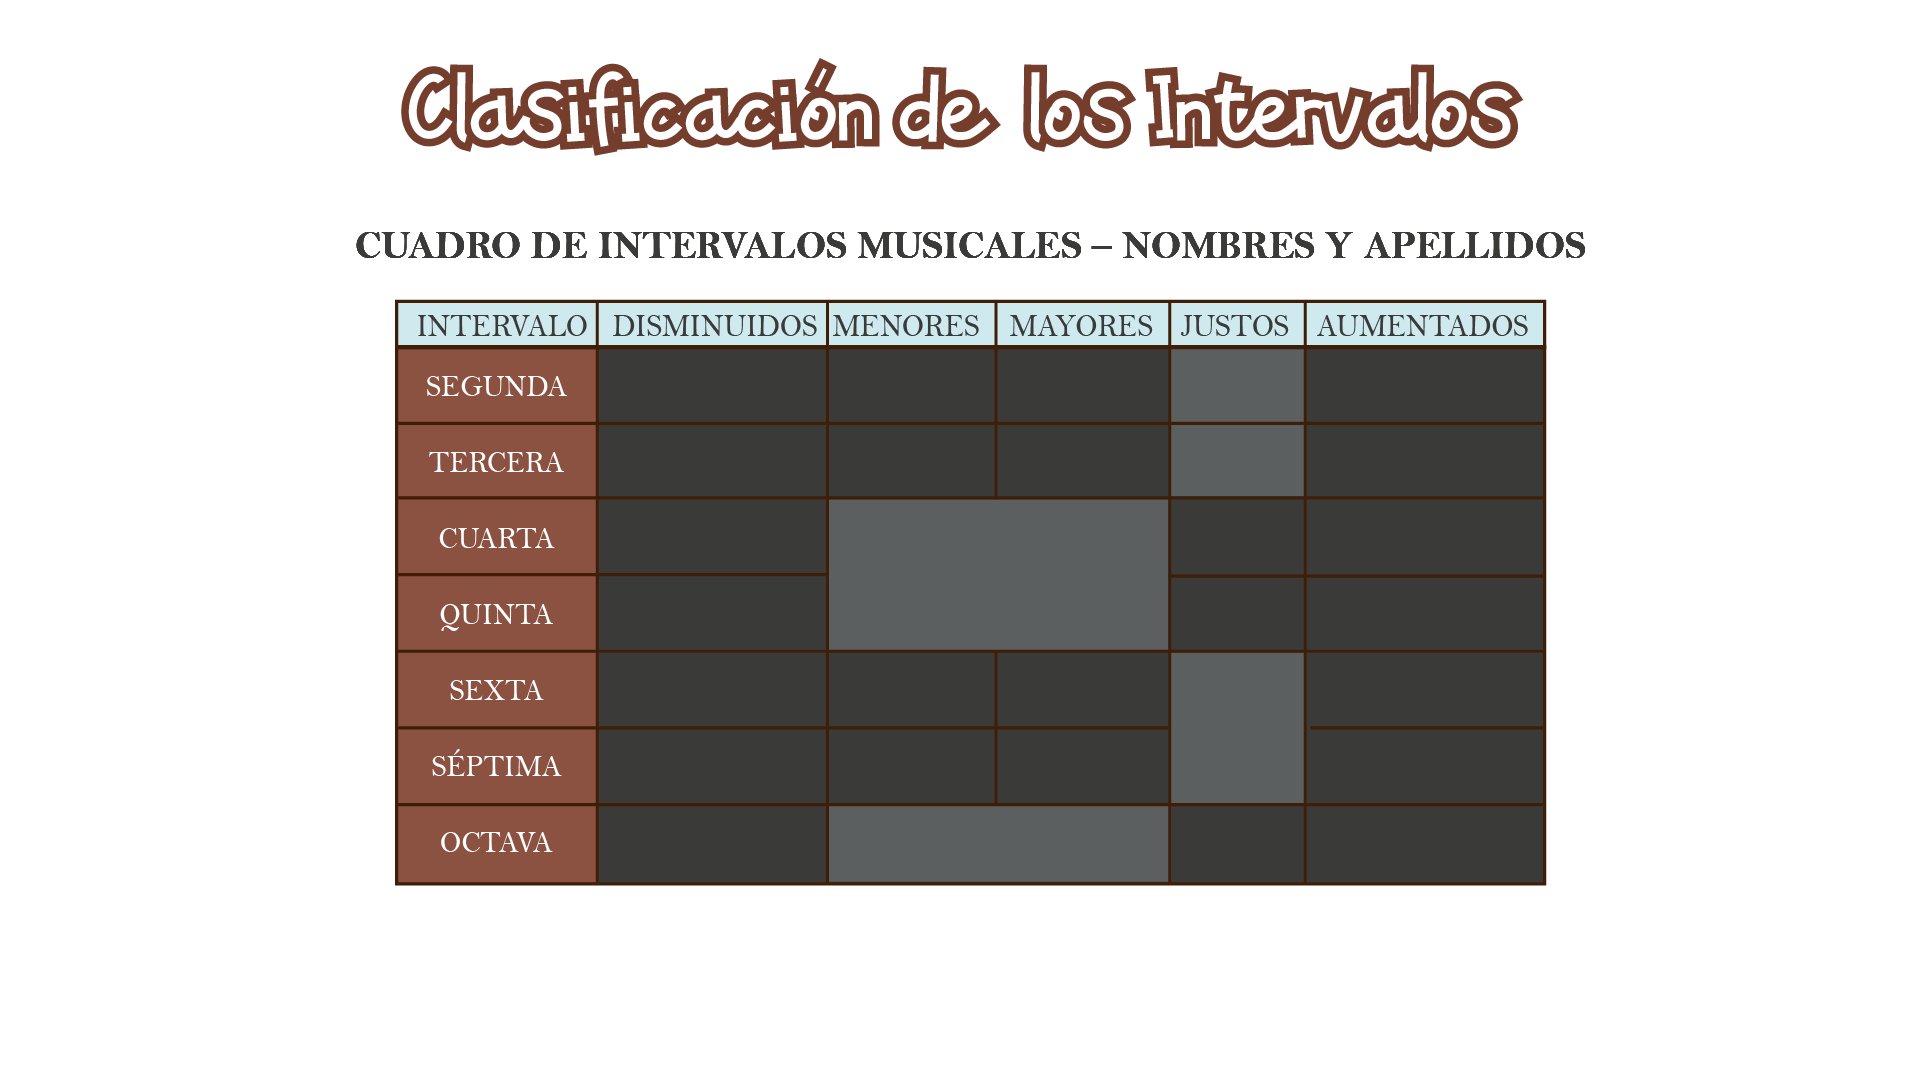 Clasificación de los Intervalos
CUADRO DE INTERVALOS MUSICALES – NOMBRES Y APELLIDOS
INTERVALO DISMINUIDOS MENORES MAYORES JUSTOS AUMENTADOS
SEGUNDA
TERCERA
CUARTA
QUINTA
SEXTA
SÉPTIMA
OCTAVA